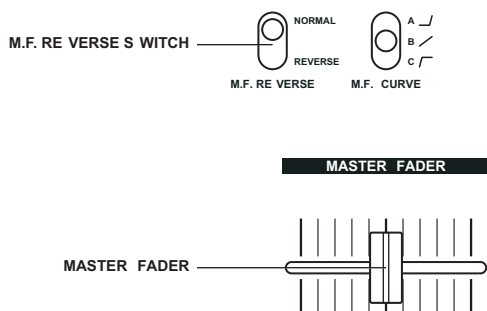 NORMAL
A
M.F. RE VERSE S WITCH
B
REVERSE
C
M.F. RE VERSE
M.F. CURVE
MASTER FADER
MASTER FADER